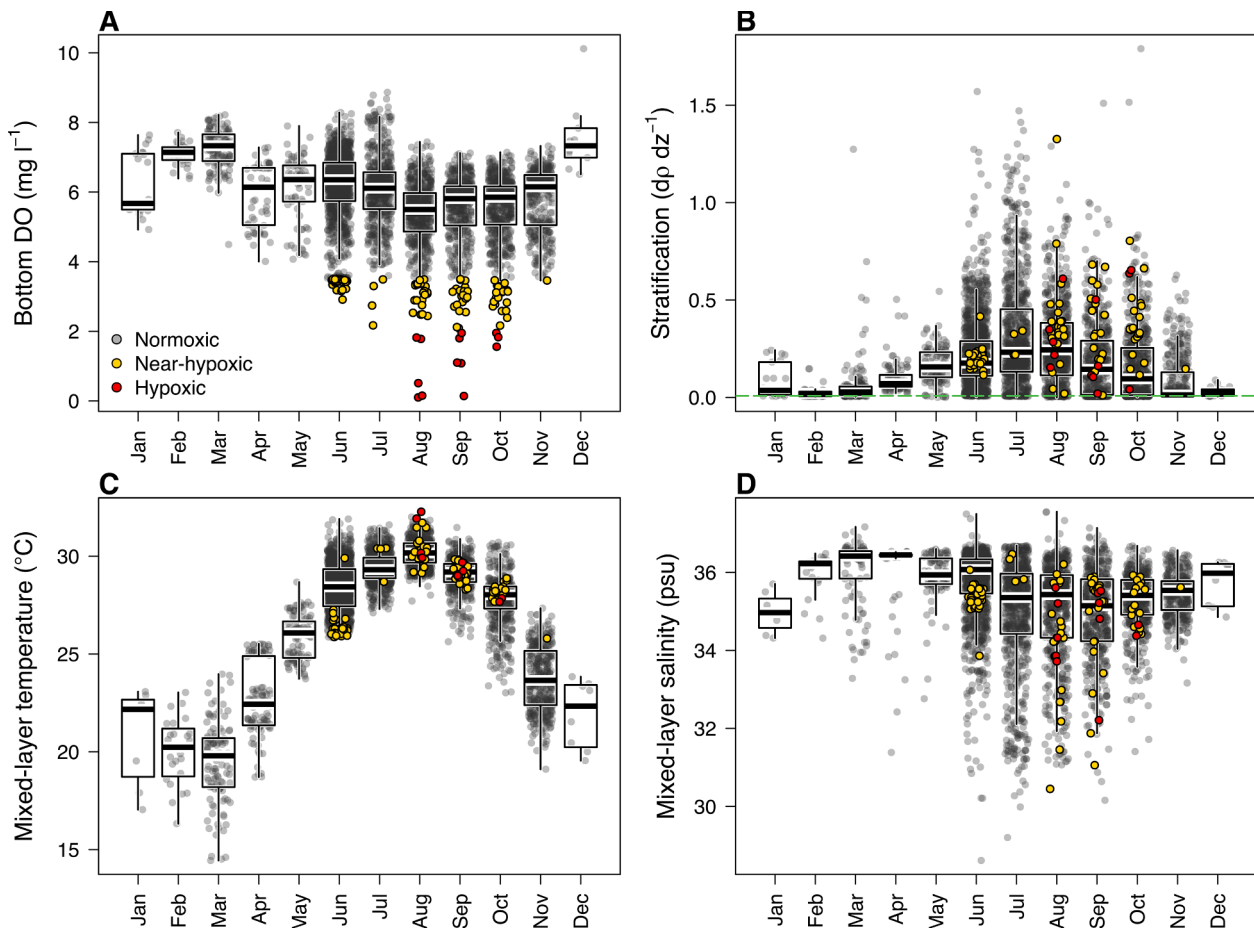 A
Bottom DO (mg l⁻¹)
10
8
6
4
2
0
Normoxic
Near-hypoxic
Hypoxic
Jan Feb Mar Apr May Jun Jul Aug Sep Oct Nov Dec
B
Stratification (dρ dz⁻¹)
1.5
1.0
0.5
0.0
Jan Feb Mar Apr May Jun Jul Aug Sep Oct Nov Dec
C
Mixed-layer temperature (°C)
30
25
20
15
Jan Feb Mar Apr May Jun Jul Aug Sep Oct Nov Dec
D
Mixed-layer salinity (psu)
36
34
32
30
Jan Feb Mar Apr May Jun Jul Aug Sep Oct Nov Dec